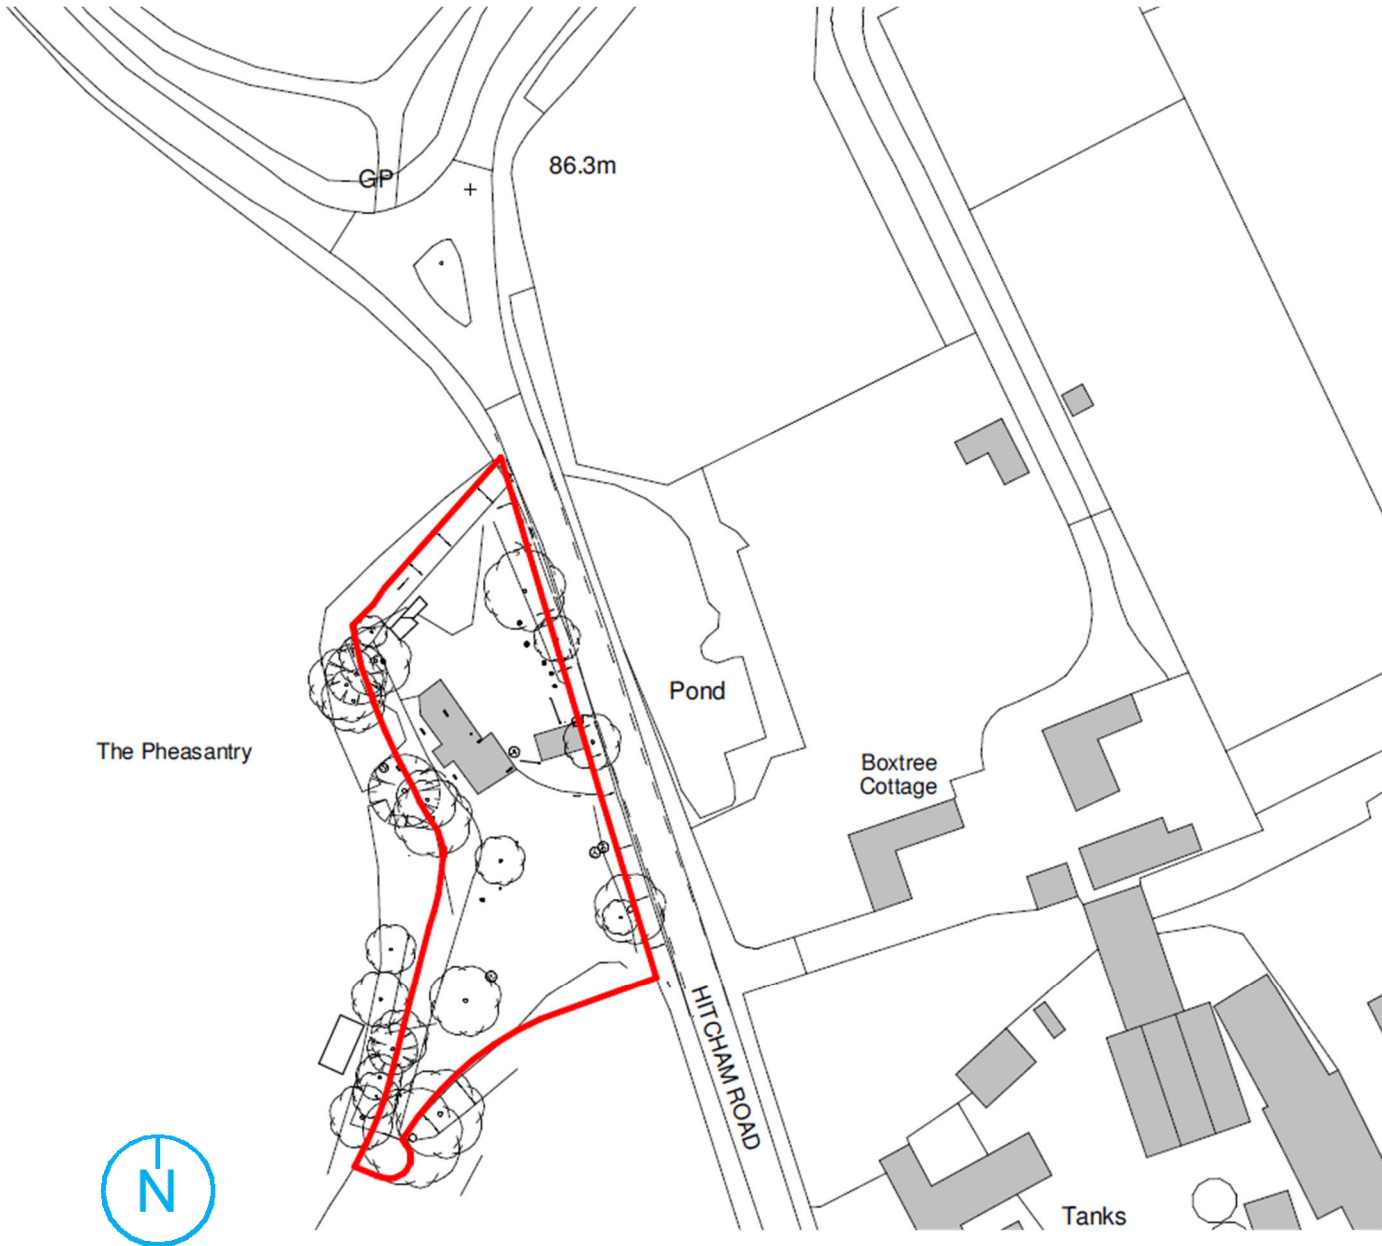 GP
86.3m
Pond
The Pheasantry
Boxtree
Cottage
HITCHAM ROAD
N
Tanks